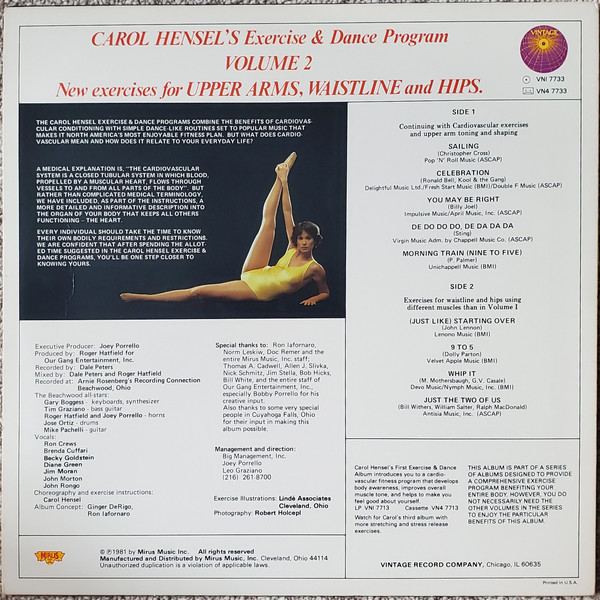 CAROL HENSEL'S Exercise & Dance Program
VOLUME 2
New exercises for UPPER ARMS, WAISTLINE and HIPS.
VINTAGE
VNI 7733
VN4 7733
THE CAROL HENSEL EXERCISE & DANCE PROGRAMS COMBINE THE BENEFITS OF CARDIOVAS-
CULAR CONDITIONING WITH SIMPLE DANCE-LIKE ROUTINES SET TO POPULAR MUSIC THAT
MAKES IT NORTH AMERICA'S MOST ENJOYABLE FITNESS PLAN. BUT WHAT DOES CARDIO-
VASCULAR MEAN AND HOW DOES IT RELATE TO YOUR EVERYDAY LIFE?
A MEDICAL EXPLANATION IS, "THE CARDIOVASCULAR
SYSTEM IS A CLOSED TUBULAR SYSTEM IN WHICH BLOOD,
PROPELLED BY A MUSCULAR HEART, FLOWS THROUGH
VESSELS TO AND FROM ALL PARTS OF THE BODY". BUT
RATHER THAN COMPLICATED MEDICAL TERMINOLOGY,
WE HAVE INCLUDED, AS PART OF THE INSTRUCTIONS, A
MORE DETAILED AND INFORMATIVE DESCRIPTION INTO
THE ORGAN OF YOUR BODY THAT KEEPS ALL OTHERS
FUNCTIONING – THE HEART.
EVERY INDIVIDUAL SHOULD TAKE THE TIME TO KNOW
THEIR OWN BODILY REQUIREMENTS AND RESTRICTIONS.
WE ARE CONFIDENT THAT AFTER SPENDING THE ALLOT-
ED TIME SUGGESTED IN THE CAROL HENSEL EXERCISE &
DANCE PROGRAMS, YOU'LL BE ONE STEP CLOSER TO
KNOWING YOURS.
SIDE 1
Continuing with Cardiovascular exercises
and upper arm toning and shaping
SAILING
(Christopher Cross)
Pop 'N' Roll Music (ASCAP)
CELEBRATION
(Ronald Bell, Kool & the Gang)
Delightful Music Ltd./Fresh Start Music (BMI)/Double F Music (ASCAP)
YOU MAY BE RIGHT
(Billy Joel)
Impulsive Music/April Music, Inc. (ASCAP)
DE DO DO DO, DE DA DA DA
(Sting)
Virgin Music Adm. by Chappell Music Co. (ASCAP)
MORNING TRAIN (NINE TO FIVE)
(P. Palmer)
Unichappell Music (BMI)
SIDE 2
Exercises for waistline and hips using
different muscles than in Volume I
(JUST LIKE) STARTING OVER
(John Lennon)
Lenono Music (BMI)
9 TO 5
(Dolly Parton)
Velvet Apple Music (BMI)
WHIP IT
(M. Mothersbaugh, G.V. Casale)
Devo Music/Nymph Music, Inc. (BMI)
JUST THE TWO OF US
(Bill Withers, William Salter, Ralph MacDonald)
Antisia Music, Inc. (ASCAP)
Executive Producer: Joey Porrello
Produced by: Roger Hatfield for
Our Gang Entertainment, Inc.
Recorded by: Dale Peters
Mixed by: Dale Peters and Roger Hatfield
Recorded at: Arnie Rosenberg's Recording Connection
Beachwood, Ohio
The Beachwood all-stars:
Gary Boggess - keyboards, synthesizer
Tim Graziano - bass guitar
Roger Hatfield and Joey Porrello - horns
Jose Ortiz - drums
Mike Pachelli - guitar
Vocals:
Ron Crews
Brenda Cuffari
Becky Goldstein
Diane Green
Jim Moran
John Morton
John Rongo
Choreography and exercise instructions:
Carol Hensel
Album Concept: Ginger DeRigo,
Ron Iafornaro
Special thanks to: Ron Iafornaro,
Norm Leskiw, Doc Remer and the
entire Mirus Music, Inc. staff;
Thomas A. Cadwell, Allen J. Slivka,
Nick Schmitz, Jim Stella, Bob Hicks,
Bill White, and the entire staff of
Our Gang Entertainment, Inc.,
especially Bobby Porrello for his
creative input.
Also thanks to some very special
people in Cuyahoga Falls, Ohio
for their input in making this
album possible.
Management and direction:
Big Management, Inc.
Joey Porrello
Leo Graziano
(216) 261-8700
Exercise Illustrations: Lindé Associates
Cleveland, Ohio
Photography: Robert Holcepl
Carol Hensel's First Exercise & Dance
Album introduces you to a cardio-
vascular fitness program that develops
body awareness, improves overall
muscle tone, and helps to make you
feel good about yourself.
LP VNI 7713 Cassette VN4 7713
Watch for Carol's third album with
more stretching and stress release
exercises.
THIS ALBUM IS PART OF A SERIES
OF ALBUMS DESIGNED TO PROVIDE
A COMPREHENSIVE EXERCISE
PROGRAM BENEFITING YOUR
ENTIRE BODY. HOWEVER, YOU DO
NOT NECESSARILY NEED THE
OTHER VOLUMES IN THE SERIES
TO ENJOY THE PARTICULAR
BENEFITS OF THIS ALBUM.
MIRUS
© ℗ 1981 by Mirus Music Inc. All rights reserved
Manufactured and Distributed by Mirus Music, Inc. Cleveland, Ohio 44114
Unauthorized duplication is a violation of applicable laws
VINTAGE RECORD COMPANY, Chicago, IL 60635
Printed in U.S.A.